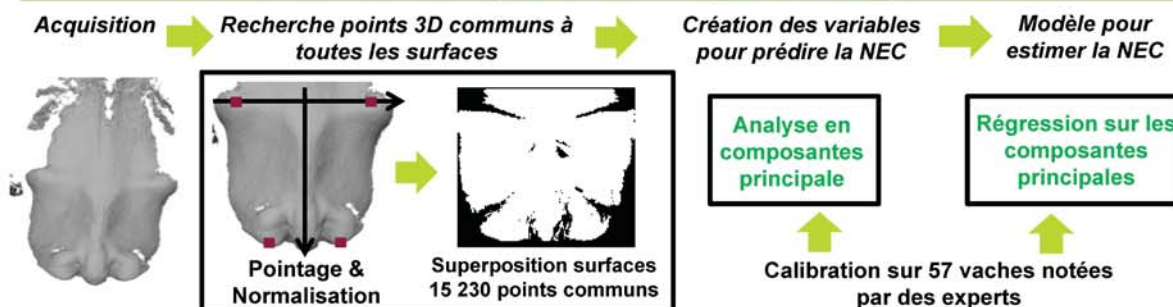 Acquisition
Recherche points 3D communs à
toutes les surfaces
Création des variables
pour prédire la NEC
Modèle pour
estimer la NEC
Pointage &
Normalisation
Superposition surfaces
15 230 points communs
Analyse en
composantes
principale
Régression sur les
composantes
principales
Calibration sur 57 vaches notées
par des experts